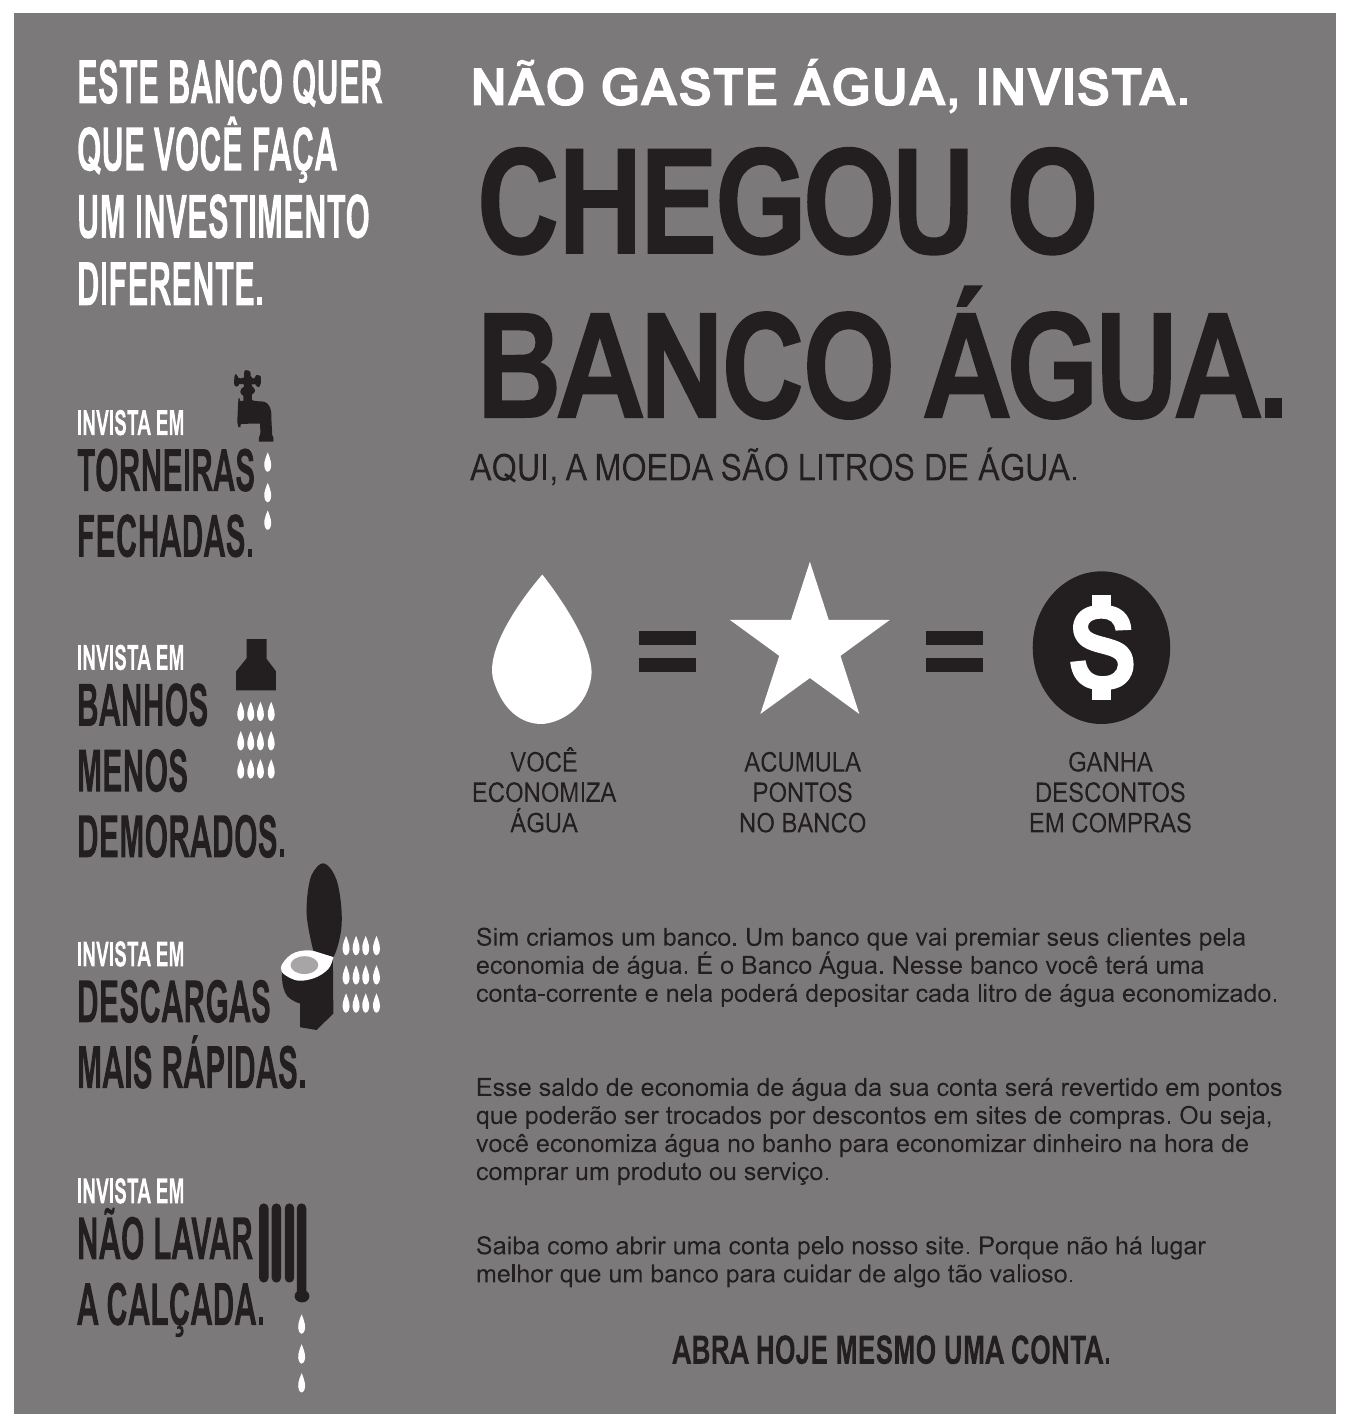 ESTE BANCO QUER
QUE VOCÊ FAÇA
UM INVESTIMENTO
DIFERENTE.
INVISTA EM
TORNEIRAS
FECHADAS.
INVISTA EM
BANHOS
MENOS
DEMORADOS.
INVISTA EM
DESCARGAS
MAIS RÁPIDAS.
INVISTA EM
NÃO LAVAR
A CALÇADA.
NÃO GASTE ÁGUA, INVISTA.
CHEGOU O
BANCO ÁGUA.
AQUI, A MOEDA SÃO LITROS DE ÁGUA.
=
=
$
VOCÊ
ECONOMIZA
ÁGUA
ACUMULA
PONTOS
NO BANCO
GANHA
DESCONTOS
EM COMPRAS
Sim criamos um banco. Um banco que vai premiar seus clientes pela
economia de água. É o Banco Água. Nesse banco você terá uma
conta-corrente e nela poderá depositar cada litro de água economizado.
Esse saldo de economia de água da sua conta será revertido em pontos
que poderão ser trocados por descontos em sites de compras. Ou seja,
você economiza água no banho para economizar dinheiro na hora de
comprar um produto ou serviço.
Saiba como abrir uma conta pelo nosso site. Porque não há lugar
melhor que um banco para cuidar de algo tão valioso.
ABRA HOJE MESMO UMA CONTA.